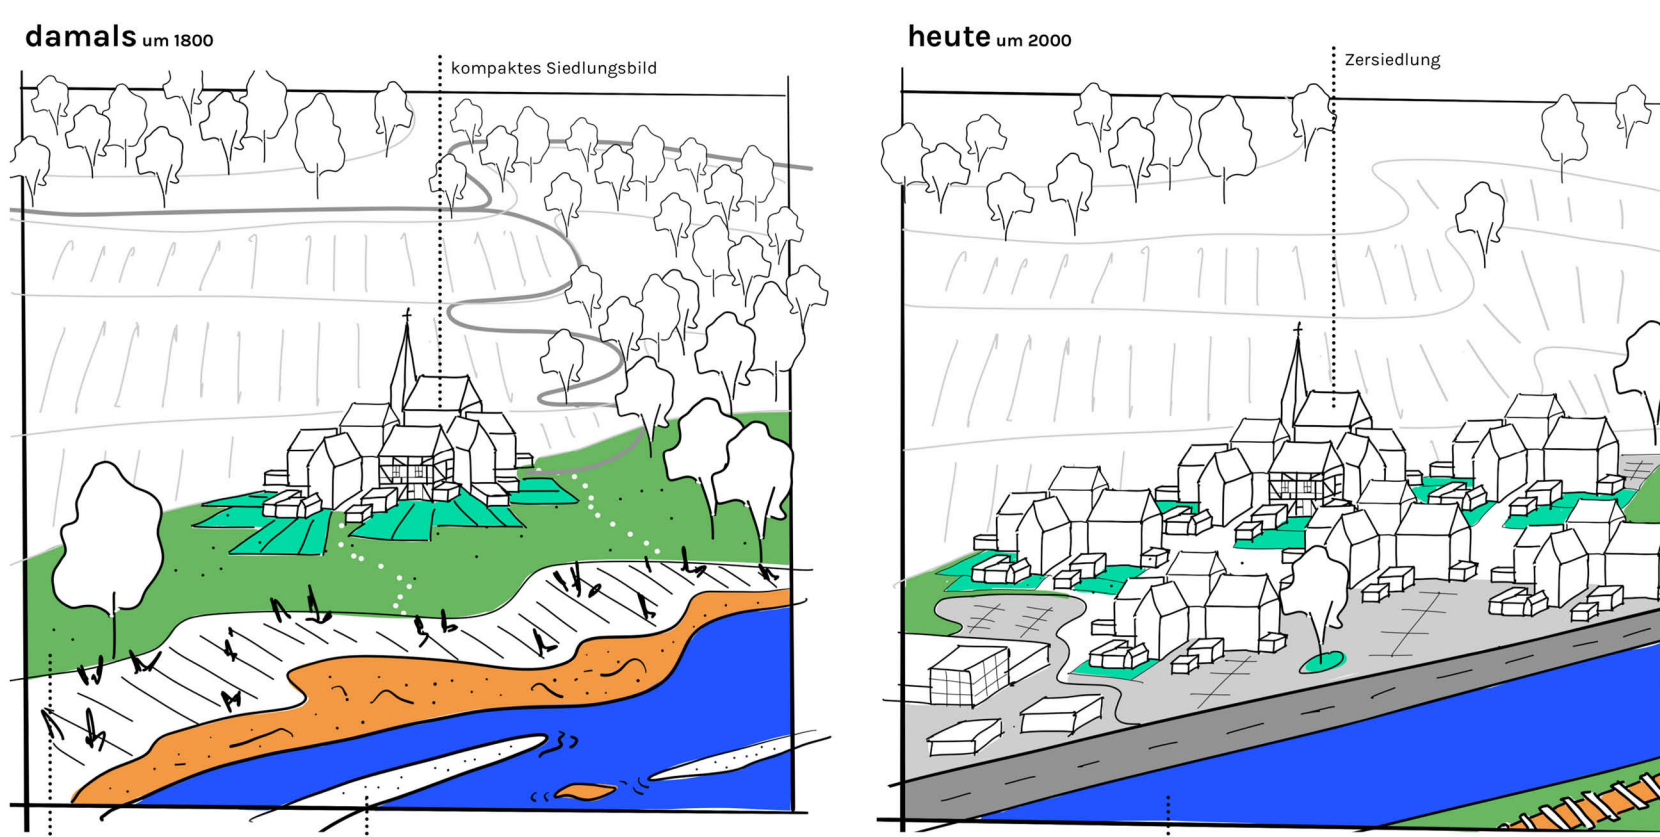 damals um 1800
kompaktes Siedlungsbild
heute um 2000
Zersiedlung